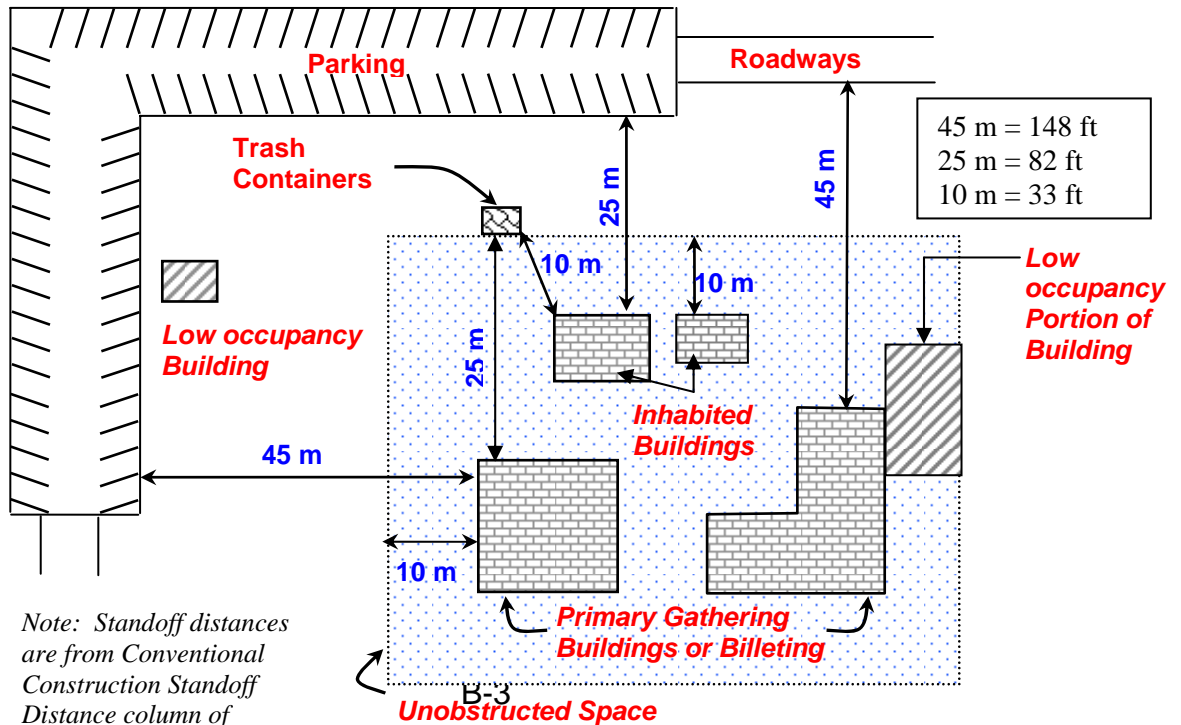 Parking
Roadways
45 m = 148 ft
25 m = 82 ft
10 m = 33 ft
Trash
Containers
25 m
45 m
10 m
10 m
Low
occupancy
Portion of
Building
Low occupancy
Building
25 m
Inhabited
Buildings
45 m
10 m
Primary Gathering
Buildings or Billeting
Note: Standoff distances
are from Conventional
Construction Standoff
Distance column of
B-3
Unobstructed Space